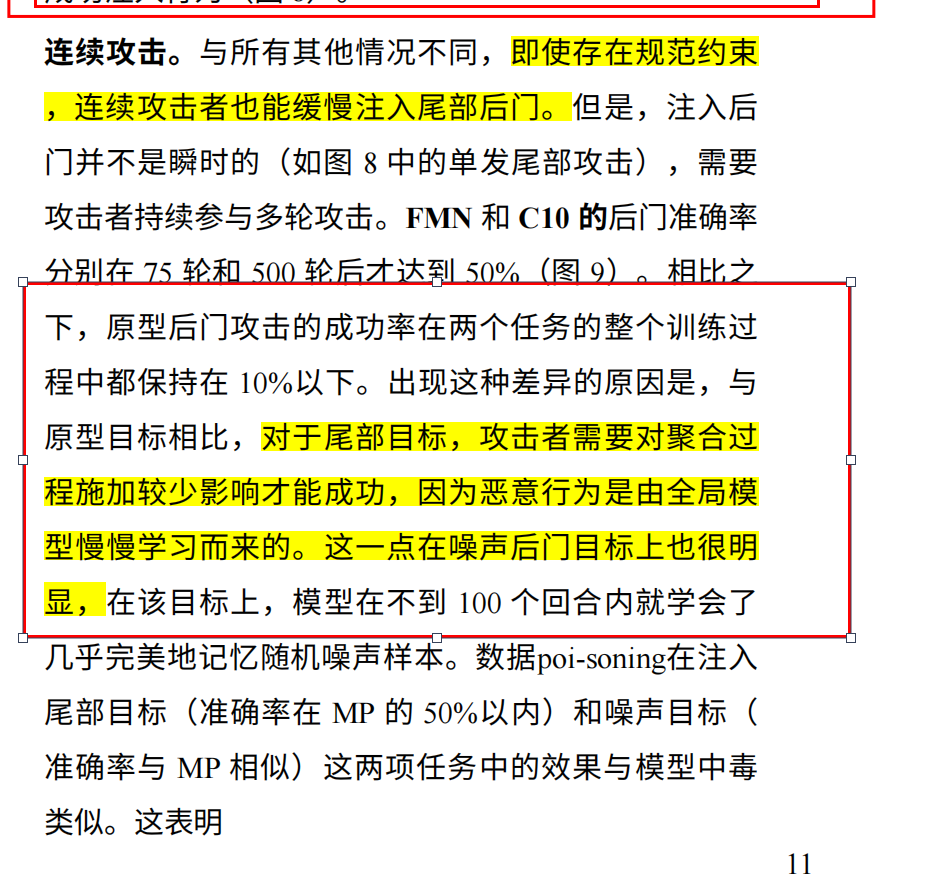 连续攻击。与所有其他情况不同，即使存在规范约束
，连续攻击者也能缓慢注入尾部后门。但是，注入后
门并不是瞬时的（如图 8 中的单发尾部攻击），需要
攻击者持续参与多轮攻击。FMN 和 C10 的后门准确率
分别在 75 轮和 500 轮后才达到 50%（图 9）。相比之
下，原型后门攻击的成功率在两个任务的整个训练过
程中都保持在 10%以下。出现这种差异的原因是，与
原型目标相比，对于尾部目标，攻击者需要对聚合过
程施加较少影响才能成功，因为恶意行为是由全局模
型慢慢学习而来的。这一点在噪声后门目标上也很明
显，在该目标上，模型在不到 100 个回合内就学会了
几乎完美地记忆随机噪声样本。数据poi-soning在注入
尾部目标（准确率在 MP 的 50%以内）和噪声目标（
准确率与 MP 相似）这两项任务中的效果与模型中毒
类似。这表明
11